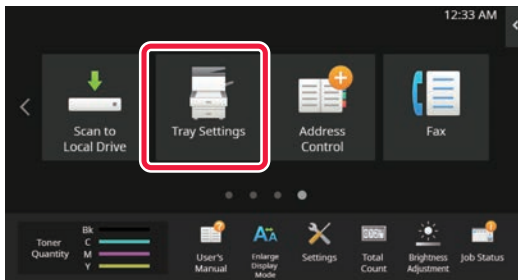 12:33 AM
Scan to
Local Drive
Tray Settings
Address
Control
Fax
Toner
Quantity
Bk
C
M
Y
User's
Manual
Enlarge
Display
Mode
Settings
Total
Count
Brightness
Adjustment
Job Status